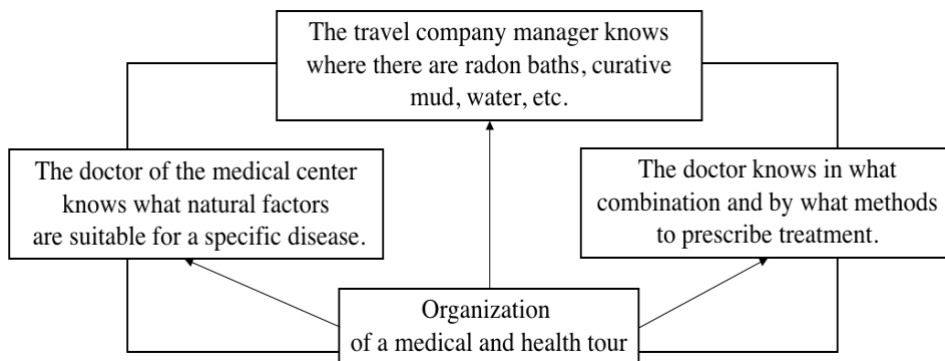 The travel company manager knows
where there are radon baths, curative
mud, water, etc.
The doctor of the medical center
knows what natural factors
are suitable for a specific disease.
The doctor knows in what
combination and by what methods
to prescribe treatment.
Organization
of a medical and health tour